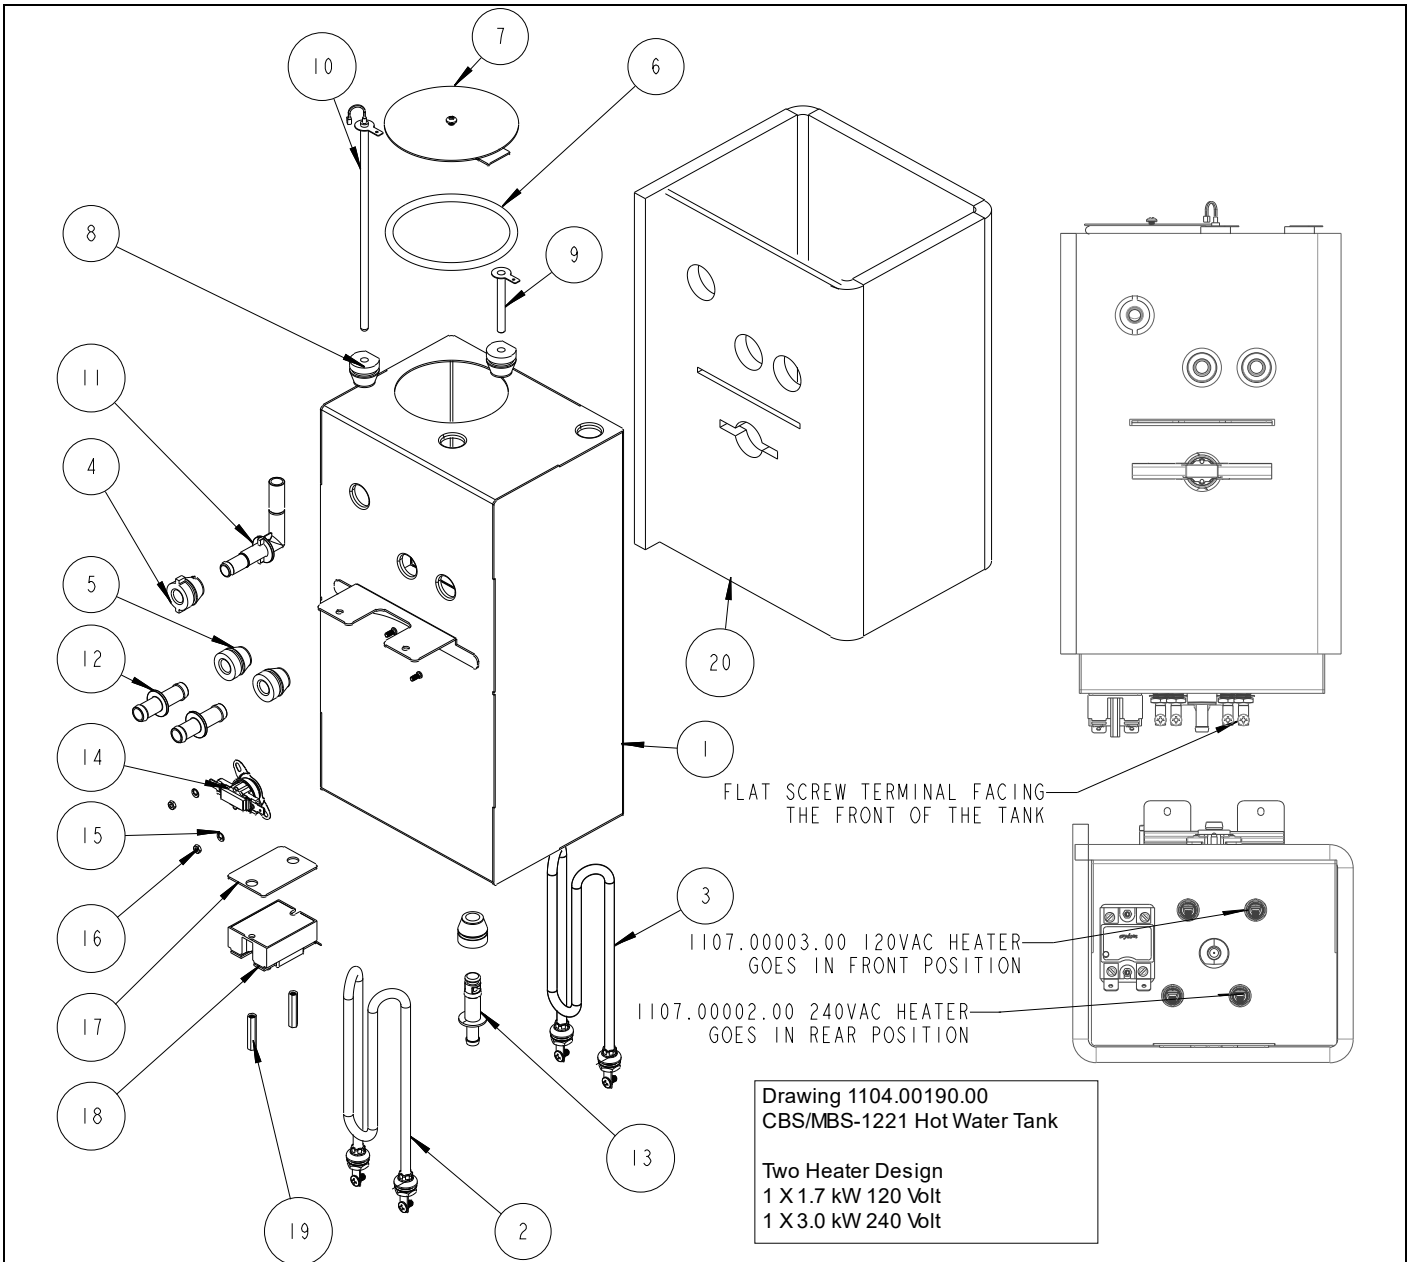 7
10
6
8
9
11
4
5
12
14
15
16
17
18
19
2
13
3
1
20
FLAT SCREW TERMINAL FACING
THE FRONT OF THE TANK
1107.00003.00 120VAC HEATER
GOES IN FRONT POSITION
1107.00002.00 240VAC HEATER
GOES IN REAR POSITION
Drawing 1104.00190.00
CBS/MBS-1221 Hot Water Tank
Two Heater Design
1 X 1.7 kW 120 Volt
1 X 3.0 kW 240 Volt